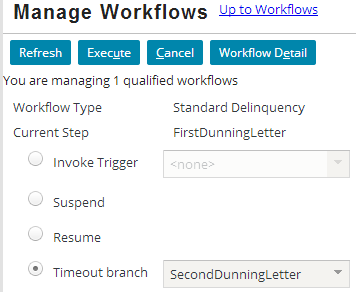 Manage Workflows Up to Workflows
Refresh Execute Cancel Workflow Detail
You are managing 1 qualified workflows
Workflow Type Standard Delinquency
Current Step FirstDunningLetter
Invoke Trigger <none>
Suspend
Resume
Timeout branch SecondDunningLetter